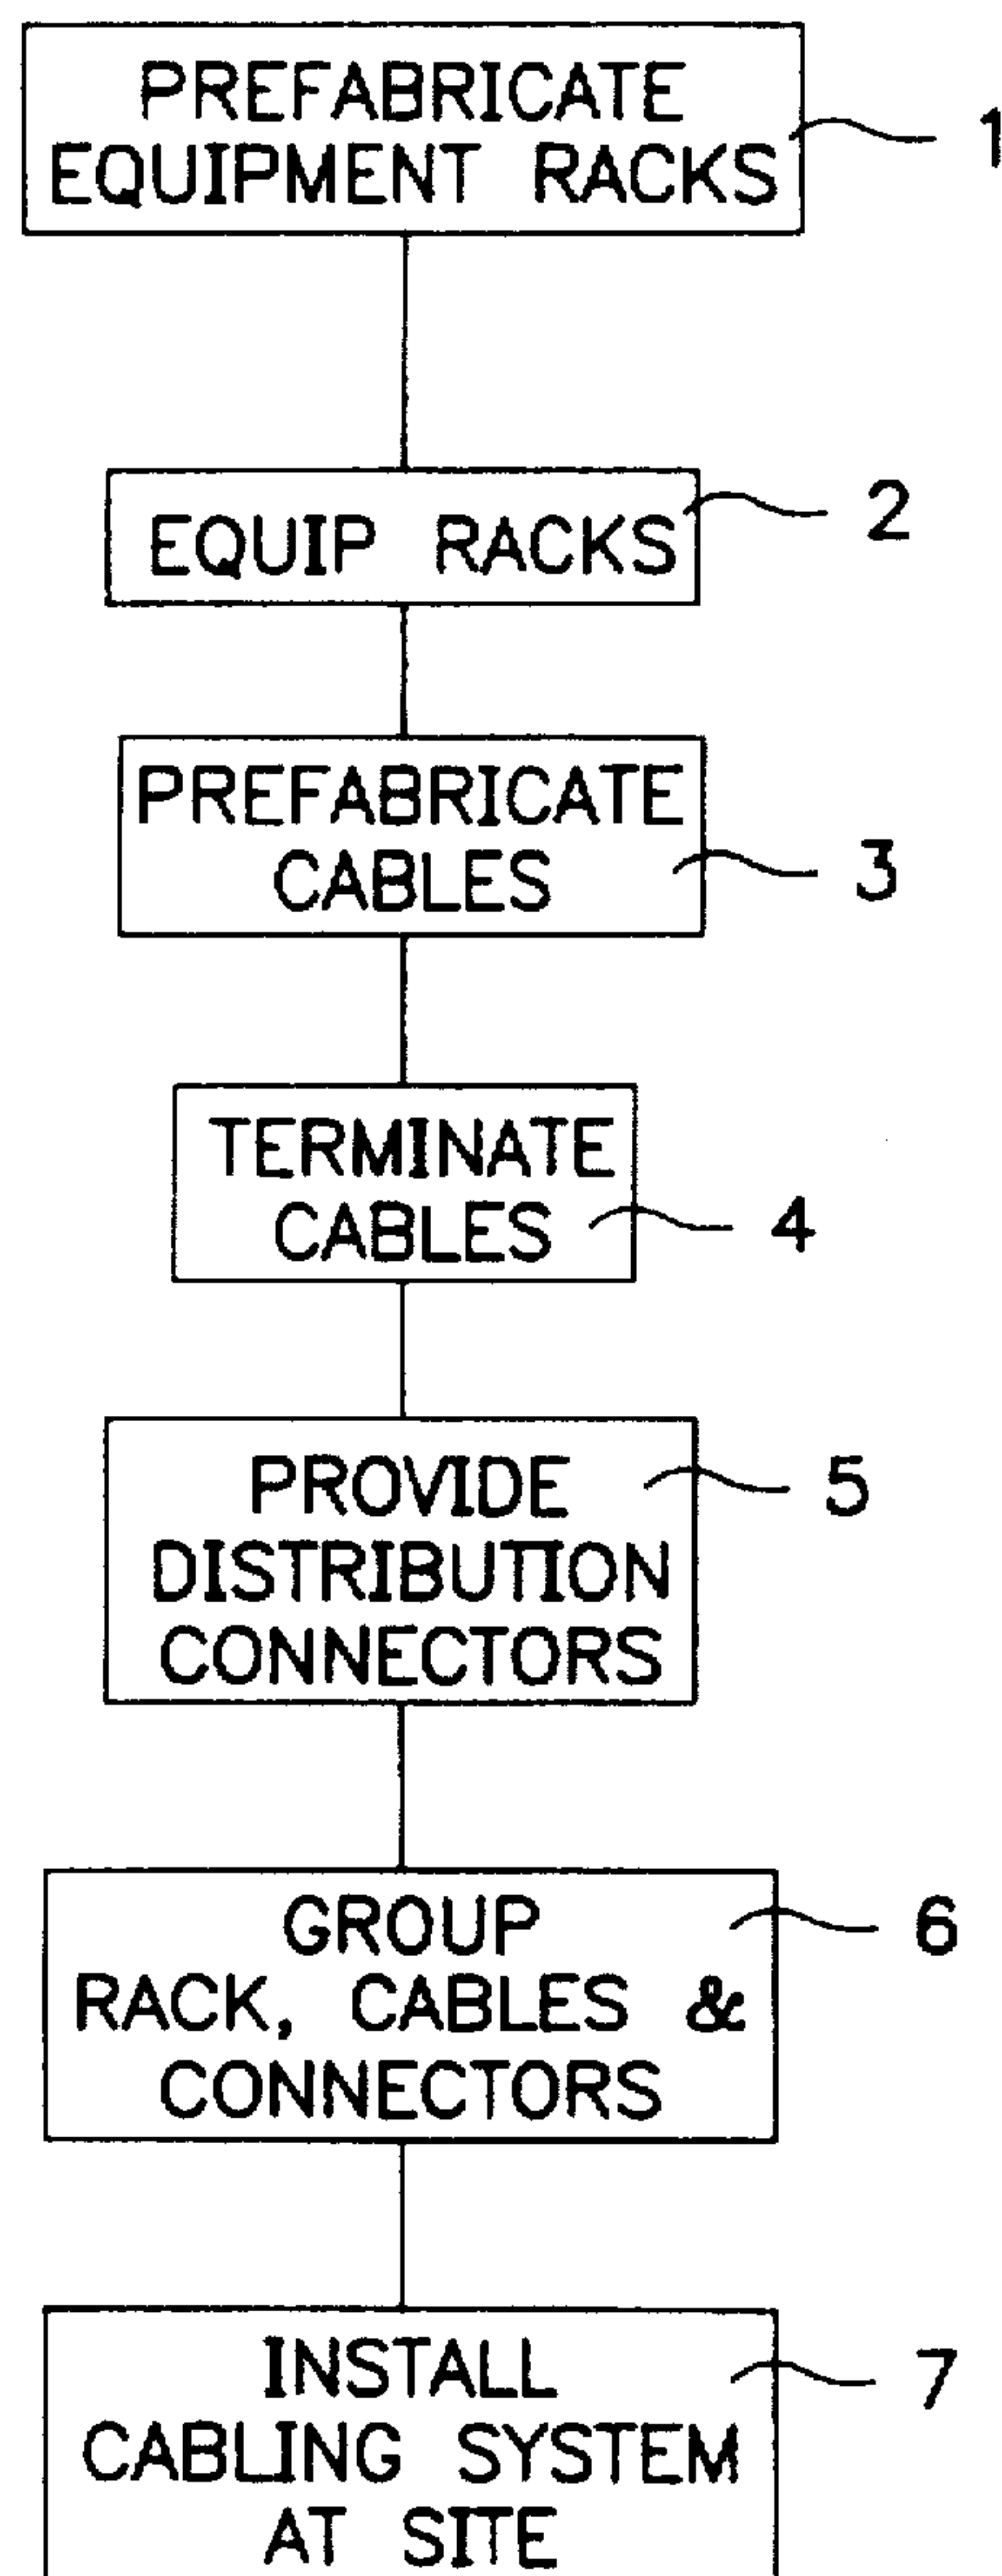 PREFABRICATE
EQUIPMENT RACKS
1
EQUIP RACKS
2
PREFABRICATE
CABLES
3
TERMINATE
CABLES
4
PROVIDE
DISTRIBUTION
CONNECTORS
5
GROUP
RACK, CABLES &
CONNECTORS
6
INSTALL
CABLING SYSTEM
AT SITE
7